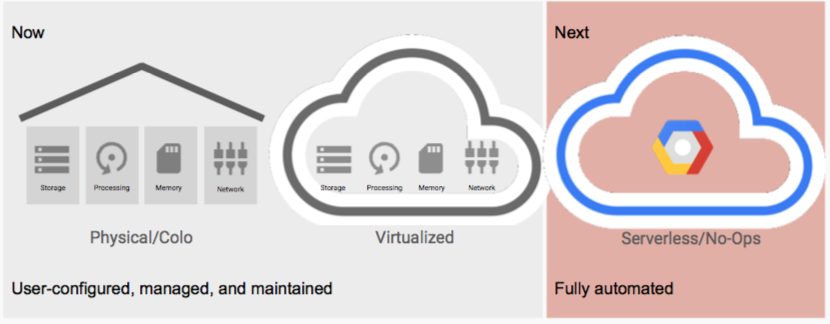 Now
Next
Storage
Processing
Memory
Network
Storage
Processing
Memory
Network
Physical/Colo
Virtualized
Serverless/No-Ops
User-configured, managed, and maintained
Fully automated